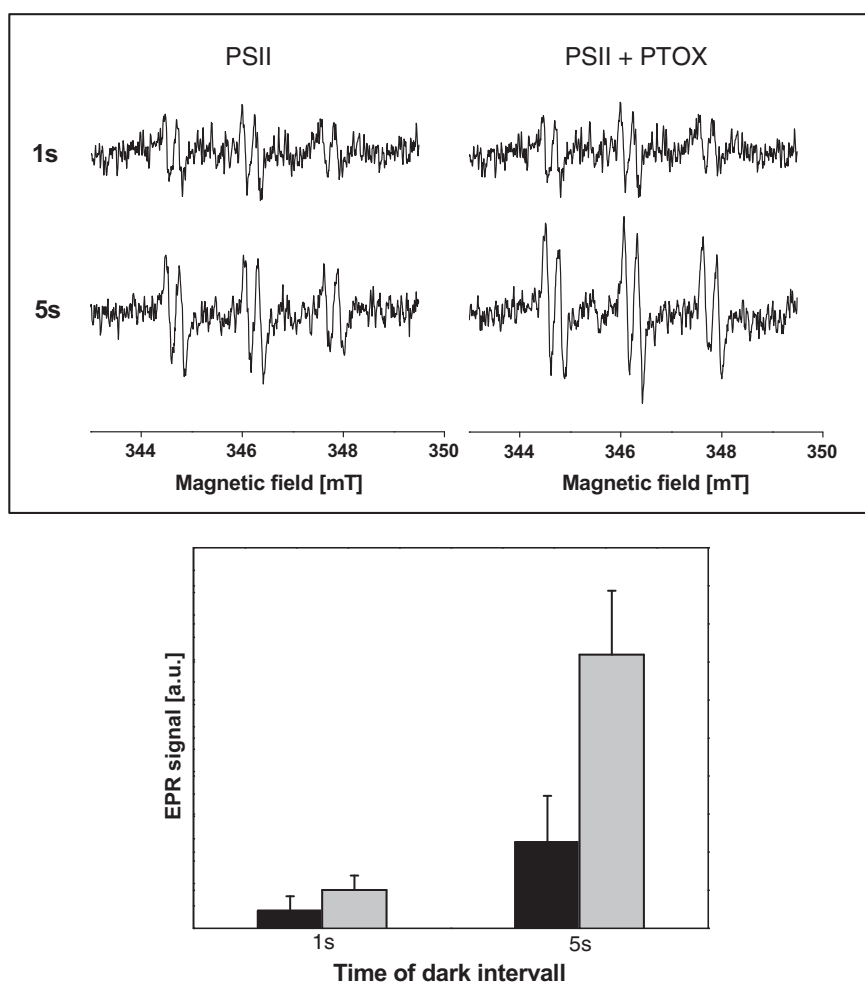 PSII PSII + PTOX
1s
5s
344 346 348 350 344 346 348 350
Magnetic field [mT] Magnetic field [mT]
EPR signal [a.u.]
1s 5s
Time of dark intervall